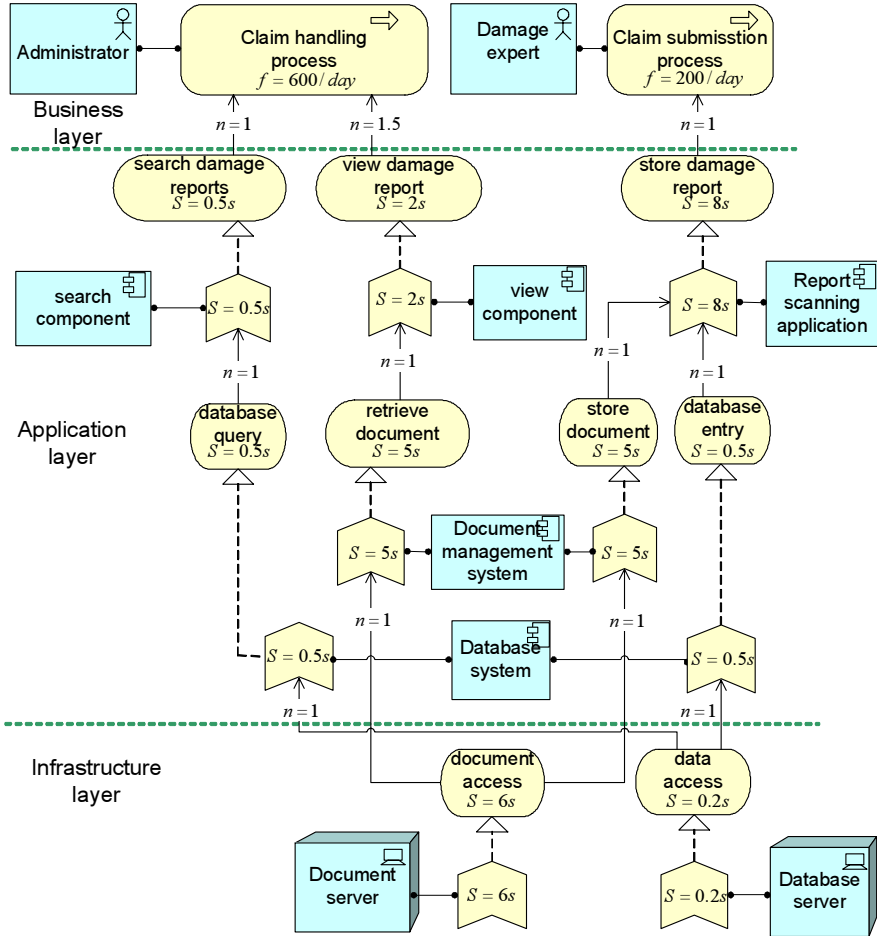 Administrator
Claim handling
process
f = 600/ day
Damage
expert
Claim submisstion
process
f = 200/ day
Business
layer
n = 1
n = 1.5
n = 1
search damage
reports
S = 0.5s
view damage
report
S = 2s
store damage
report
S = 8s
search
component
S = 0.5s
S = 2s
view
component
S = 8s
Report
scanning
application
n = 1
n = 1
n = 1
n = 1
Application
layer
database
query
S = 0.5s
retrieve
document
S = 5s
store
document
S = 5s
database
entry
S = 0.5s
S = 5s
Document
management
system
S = 5s
n = 1
n = 1
S = 0.5s
Database
system
S = 0.5s
n = 1
n = 1
Infrastructure
layer
document
access
S = 6s
data
access
S = 0.2s
Document
server
S = 6s
S = 0.2s
Database
server